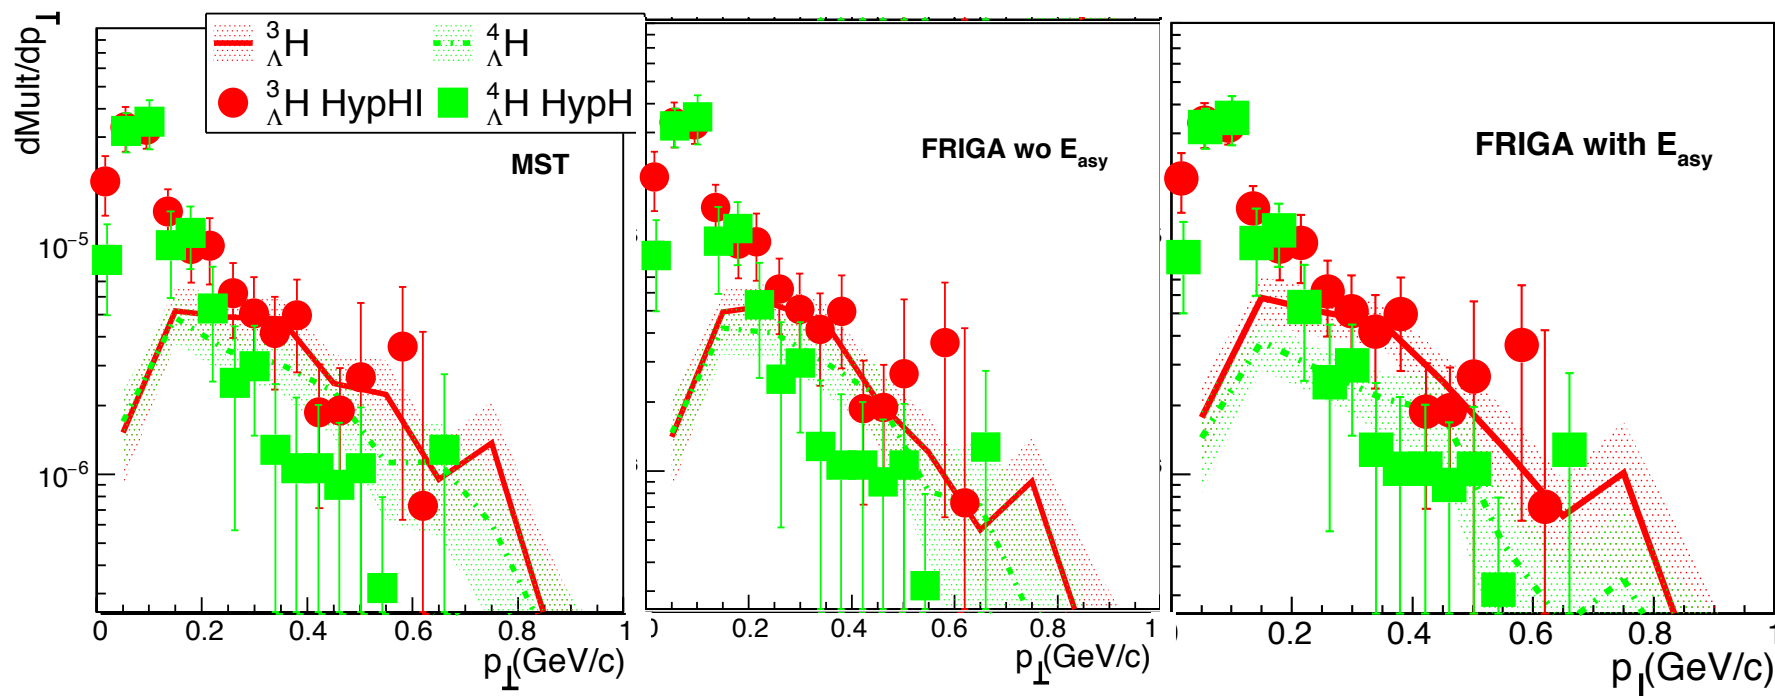 dMult/dp⊥
³ΛH ⁴ΛH
³ΛH HypHI ⁴ΛH HypH
MST
FRIGA wo E_asy
FRIGA with E_asy
10⁻⁵
10⁻⁶
0 0.2 0.4 0.6 0.8 1
0.2 0.4 0.6 0.8 1
0.2 0.4 0.6 0.8
p⊥(GeV/c)
p⊥(GeV/c)
p⊥(GeV/c)